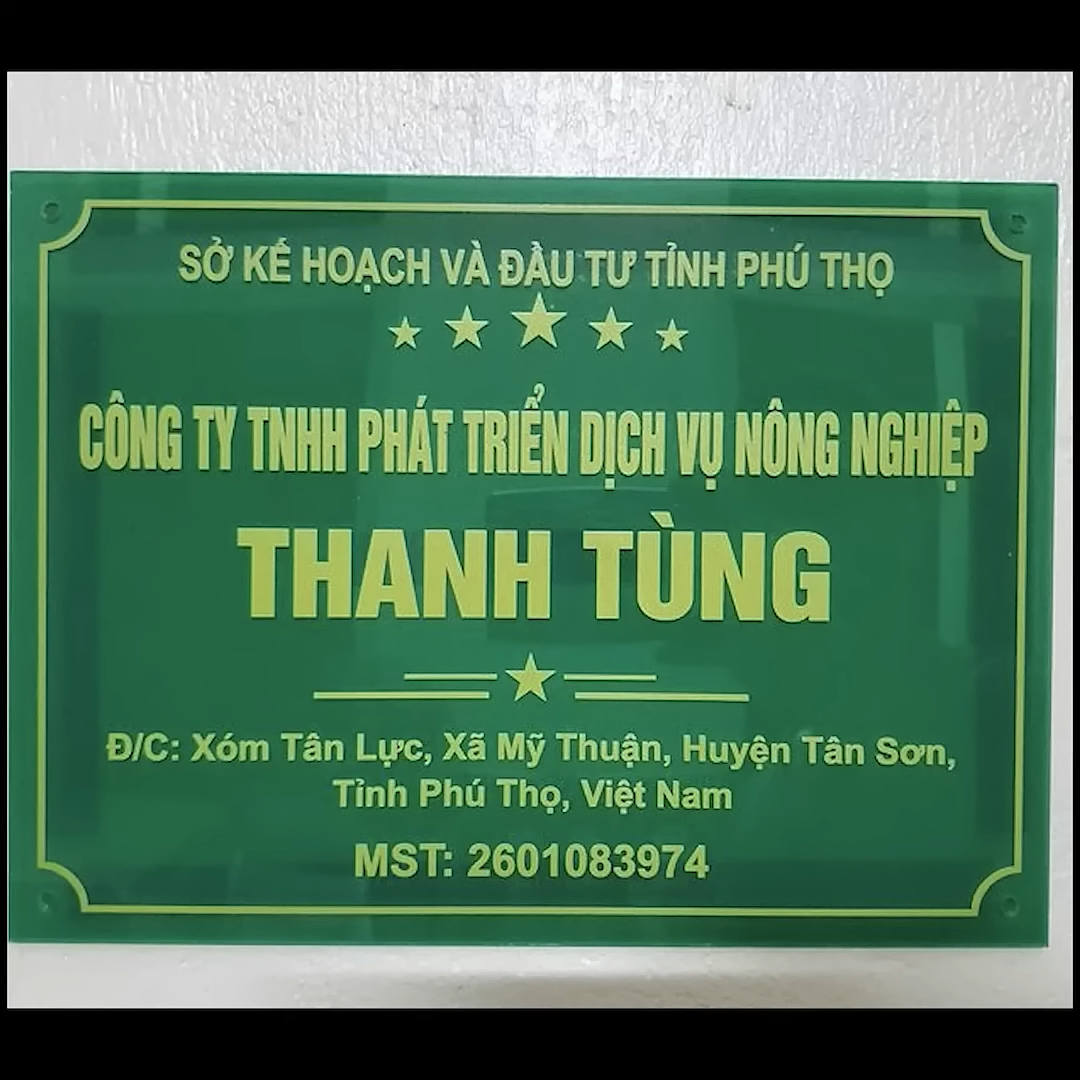 SỞ KẾ HOẠCH VÀ ĐẦU TƯ TỈNH PHÚ THỌ
CÔNG TY TNHH PHÁT TRIỂN DỊCH VỤ NÔNG NGHIỆP
THANH TÙNG
Đ/C: Xóm Tân Lực, Xã Mỹ Thuận, Huyện Tân Sơn,
Tỉnh Phú Thọ, Việt Nam
MST: 2601083974